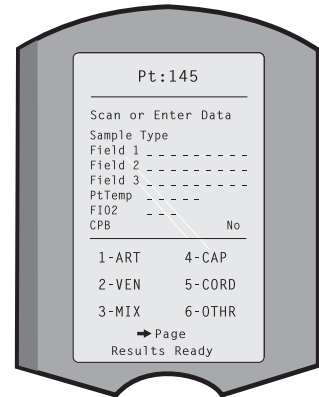 Pt:145
Scan or Enter Data
Sample Type
Field 1 _ _ _ _ _ _ _ _ _
Field 2 _ _ _ _ _ _ _ _ _
Field 3 _ _ _ _ _ _ _ _ _
PtTemp _ _ _ _ _
FIO2 _ _ _
CPB No
1-ART 4-CAP
2-VEN 5-CORD
3-MIX 6-OTHR
➡ Page
Results Ready